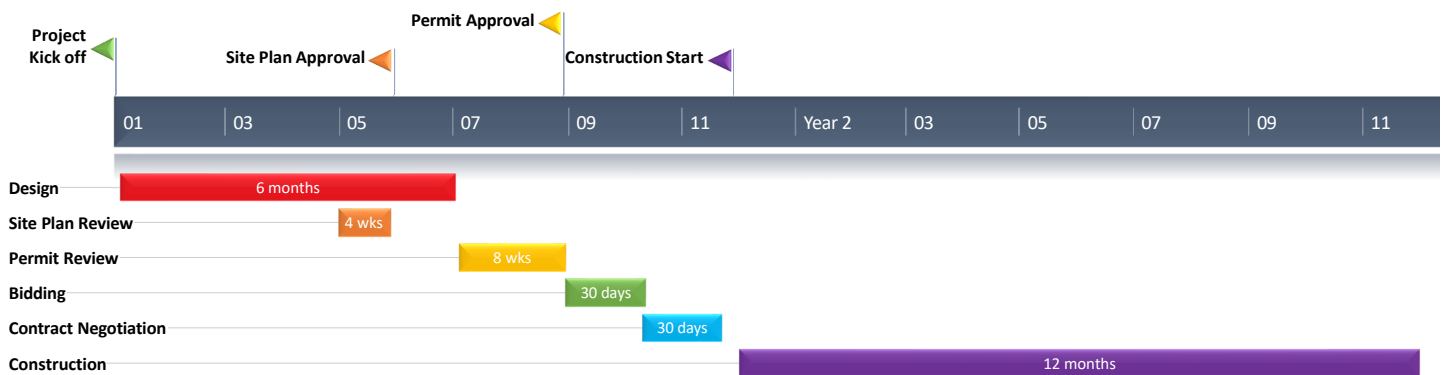 Permit Approval
Project
Kick off
Site Plan Approval
Construction Start
01 03 05 07 09 11 Year 2 03 05 07 09 11
Design 6 months
Site Plan Review 4 wks
Permit Review 8 wks
Bidding 30 days
Contract Negotiation 30 days
Construction 12 months